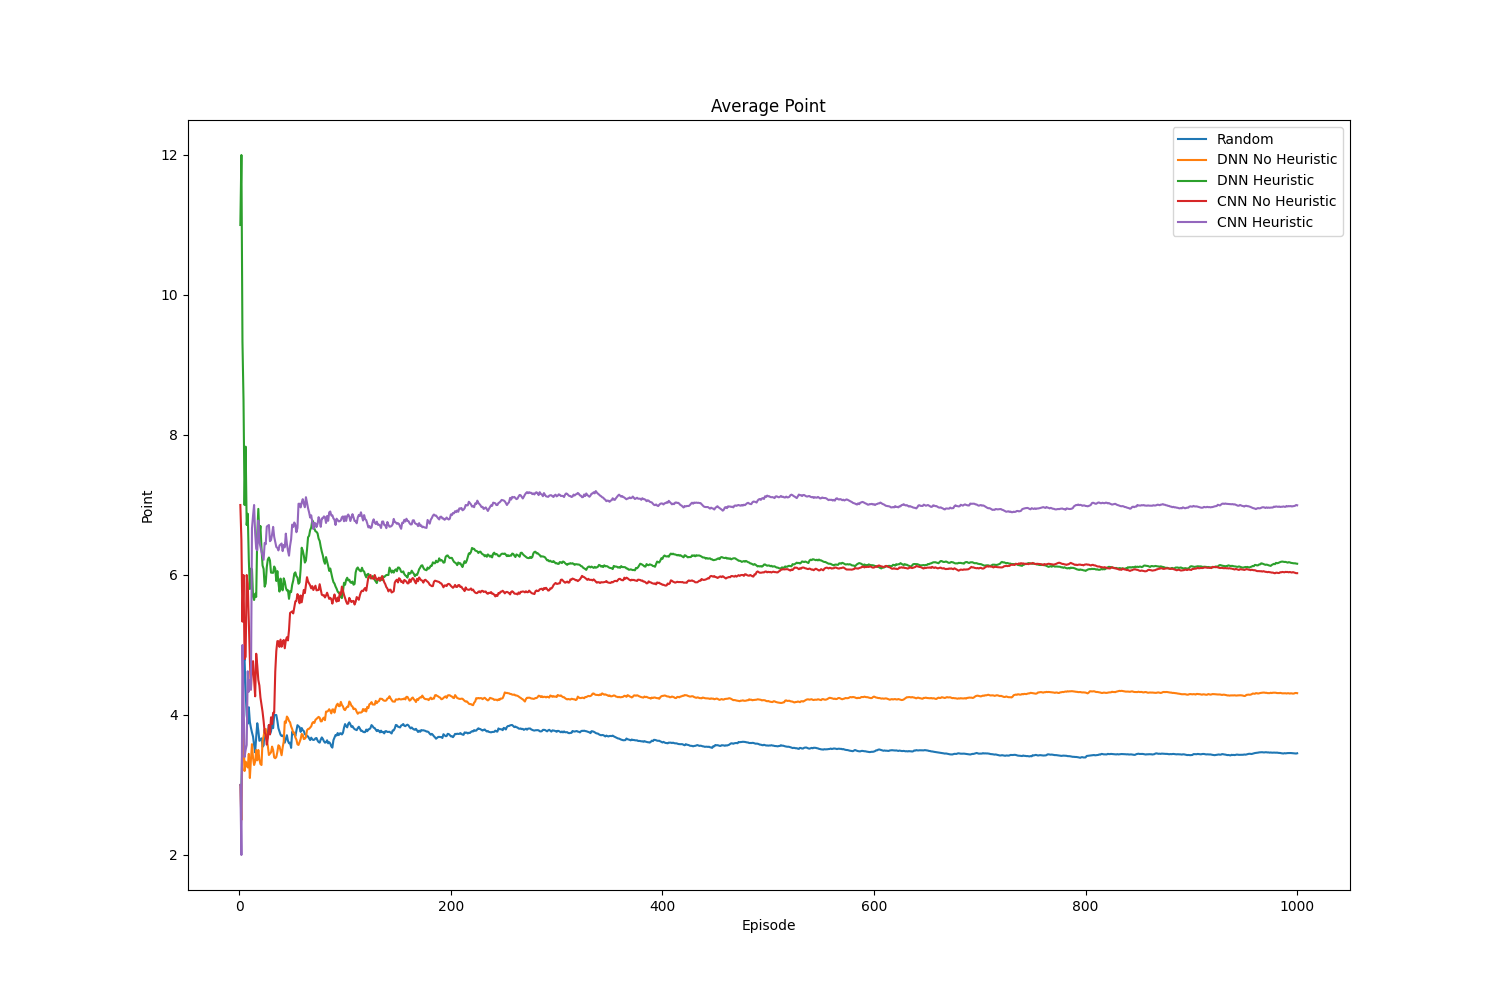 Average Point
Random
DNN No Heuristic
DNN Heuristic
CNN No Heuristic
CNN Heuristic
12
10
8
6
4
2
Point
0
200
400
600
800
1000
Episode